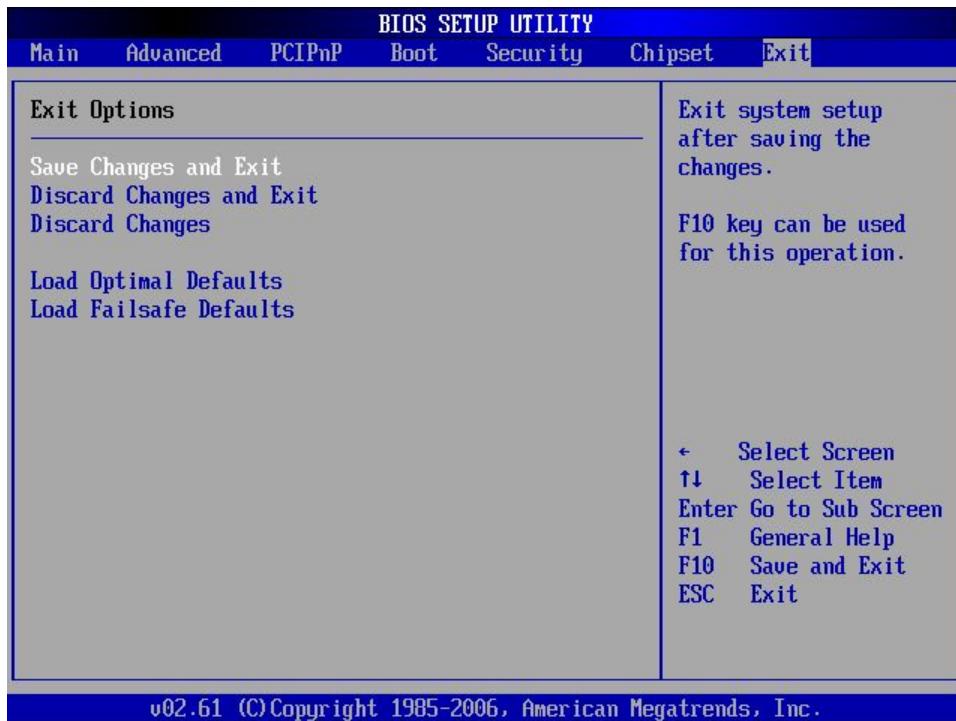 BIOS SETUP UTILITY
Main Advanced PCIPnP Boot Security Chipset Exit
Exit Options
Save Changes and Exit
Discard Changes and Exit
Discard Changes
Load Optimal Defaults
Load Failsafe Defaults
Exit system setup
after saving the
changes.
F10 key can be used
for this operation.
← Select Screen
↑↓ Select Item
Enter Go to Sub Screen
F1 General Help
F10 Save and Exit
ESC Exit
v02.61 (C)Copyright 1985-2006, American Megatrends, Inc.